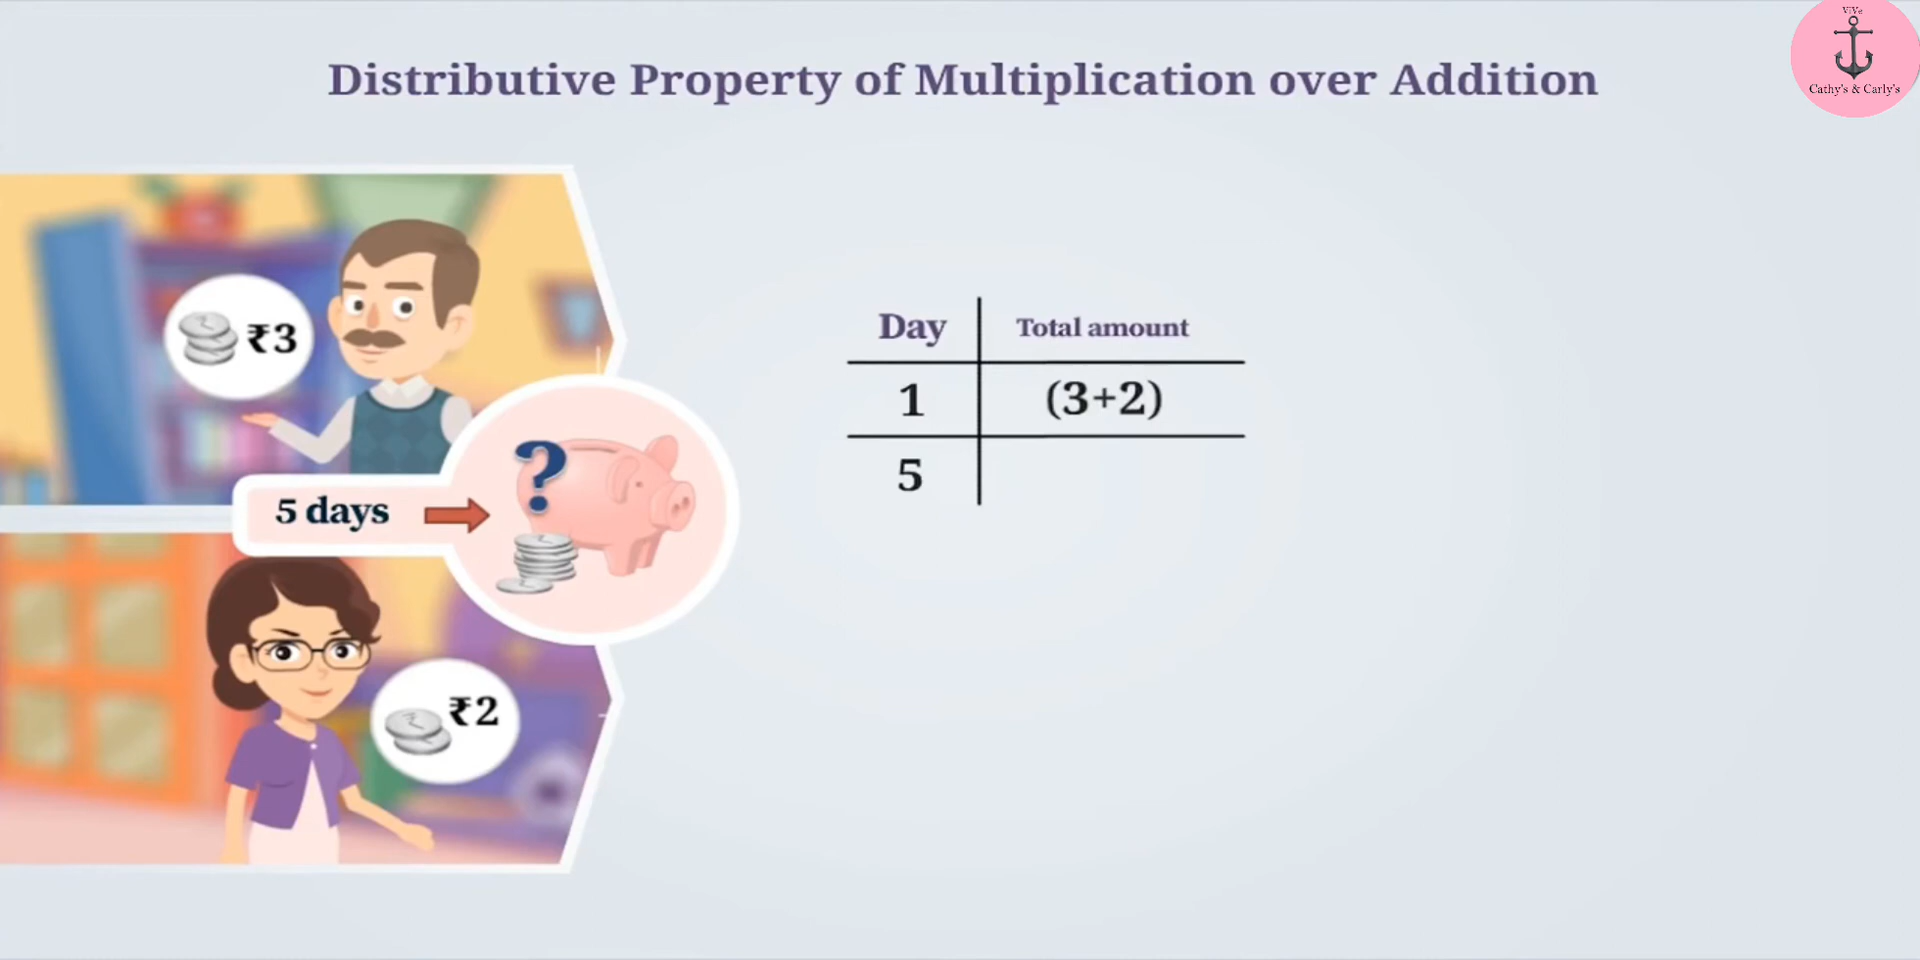 ViVe
Cathy's & Carly's
Distributive Property of Multiplication over Addition
₹3
5 days
?
₹2
Day Total amount
1 (3+2)
5